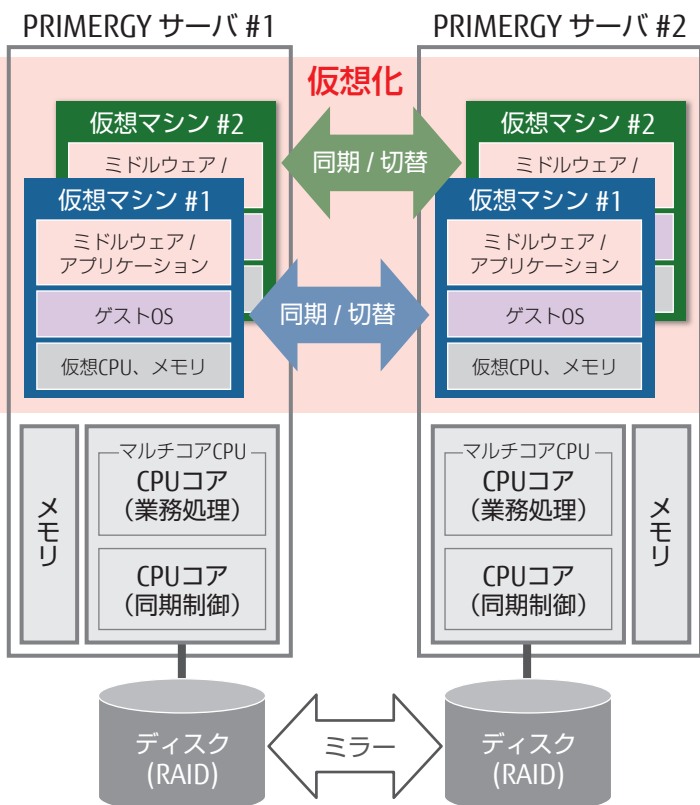 PRIMERGY サーバ #1
PRIMERGY サーバ #2
仮想化
仮想マシン #2
ミドルウェア /
同期 / 切替
仮想マシン #2
ミドルウェア /
仮想マシン #1
ミドルウェア /
アプリケーション
ゲストOS
仮想CPU、メモリ
同期 / 切替
仮想マシン #1
ミドルウェア /
アプリケーション
ゲストOS
仮想CPU、メモリ
メモリ
マルチコアCPU
CPUコア
(業務処理)
CPUコア
(同期制御)
マルチコアCPU
CPUコア
(業務処理)
CPUコア
(同期制御)
メモリ
ディスク
(RAID)
ミラー
ディスク
(RAID)